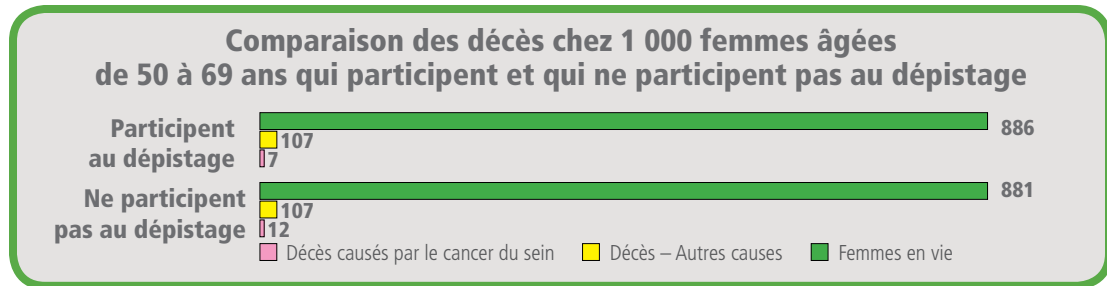 Comparaison des décès chez 1 000 femmes âgées
de 50 à 69 ans qui participent et qui ne participent pas au dépistage
Participent
au dépistage
886
107
7
Ne participent
pas au dépistage
881
107
12
Décès causés par le cancer du sein
Décès – Autres causes
Femmes en vie